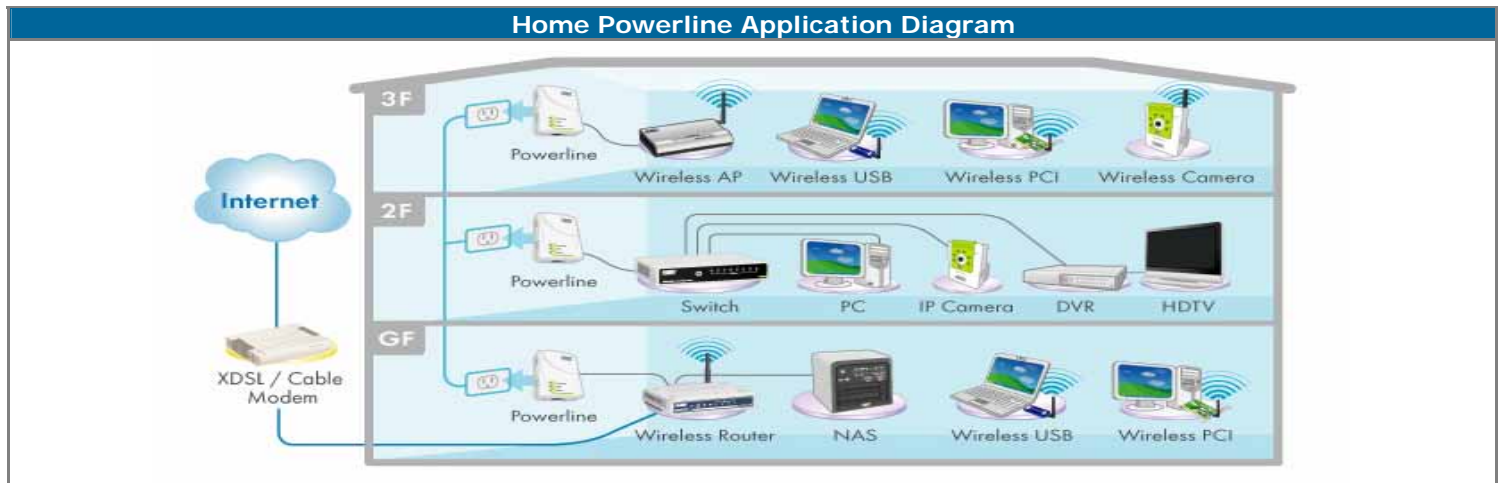 Home Powerline Application Diagram
3F
Powerline
Wireless AP
Wireless USB
Wireless PCI
Wireless Camera
Internet
2F
Powerline
Switch
PC
IP Camera
DVR
HDTV
GF
XDSL / Cable
Modem
Powerline
Wireless Router
NAS
Wireless USB
Wireless PCI